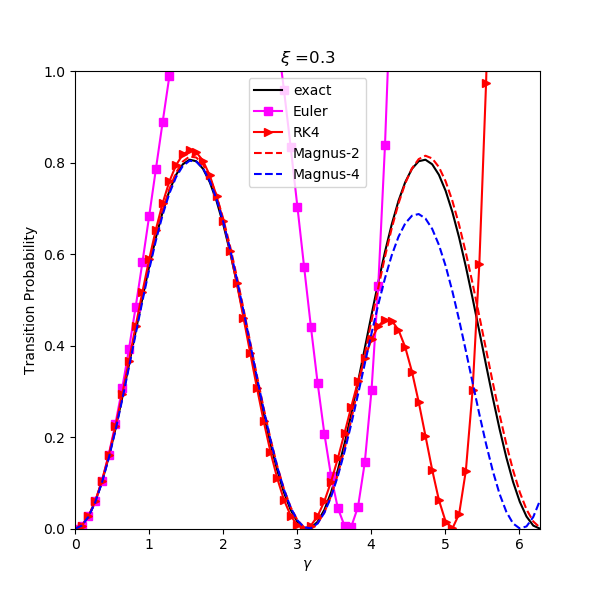 ξ =0.3
1.0
0.8
0.6
0.4
0.2
0.0
Transition Probability
exact
Euler
RK4
Magnus-2
Magnus-4
0 1 2 3 4 5 6
γ